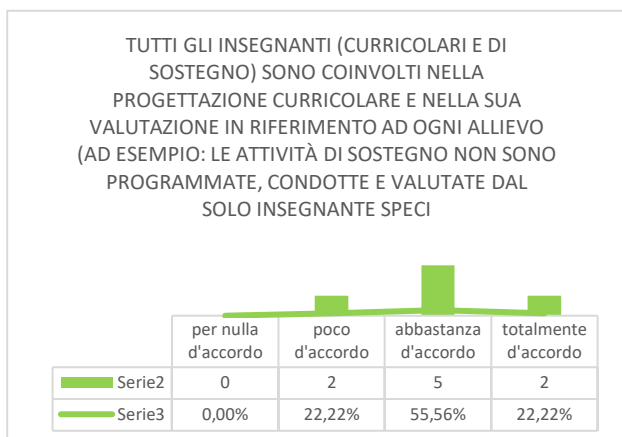 TUTTI GLI INSEGNANTI (CURRICOLARI E DI
SOSTEGNO) SONO COINVOLTI NELLA
PROGETTAZIONE CURRICOLARE E NELLA SUA
VALUTAZIONE IN RIFERIMENTO AD OGNI ALLIEVO
(AD ESEMPIO: LE ATTIVITÀ DI SOSTEGNO NON SONO
PROGRAMMATE, CONDOTTE E VALUTATE DAL
SOLO INSEGNANTE SPECI
per nulla poco abbastanza totalmente
d'accordo d'accordo d'accordo d'accordo
Serie2 0 2 5 2
Serie3 0,00% 22,22% 55,56% 22,22%